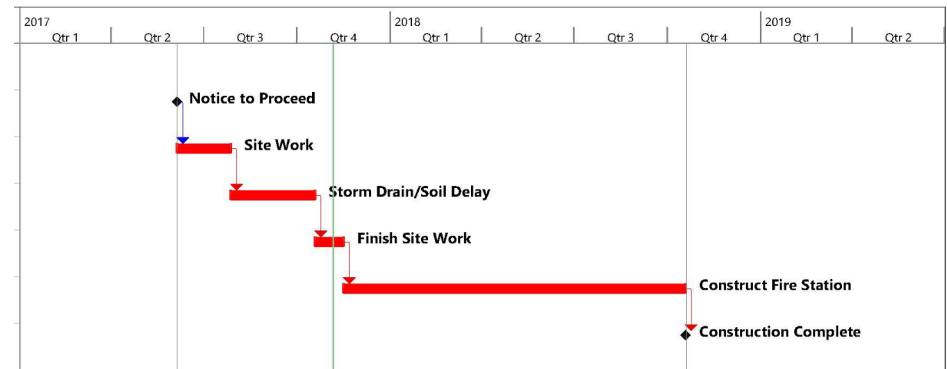 2017 2018 2019
Qtr 1 Qtr 2 Qtr 3 Qtr 4 Qtr 1 Qtr 2 Qtr 3 Qtr 4 Qtr 1 Qtr 2
Notice to Proceed
Site Work
Storm Drain/Soil Delay
Finish Site Work
Construct Fire Station
Construction Complete